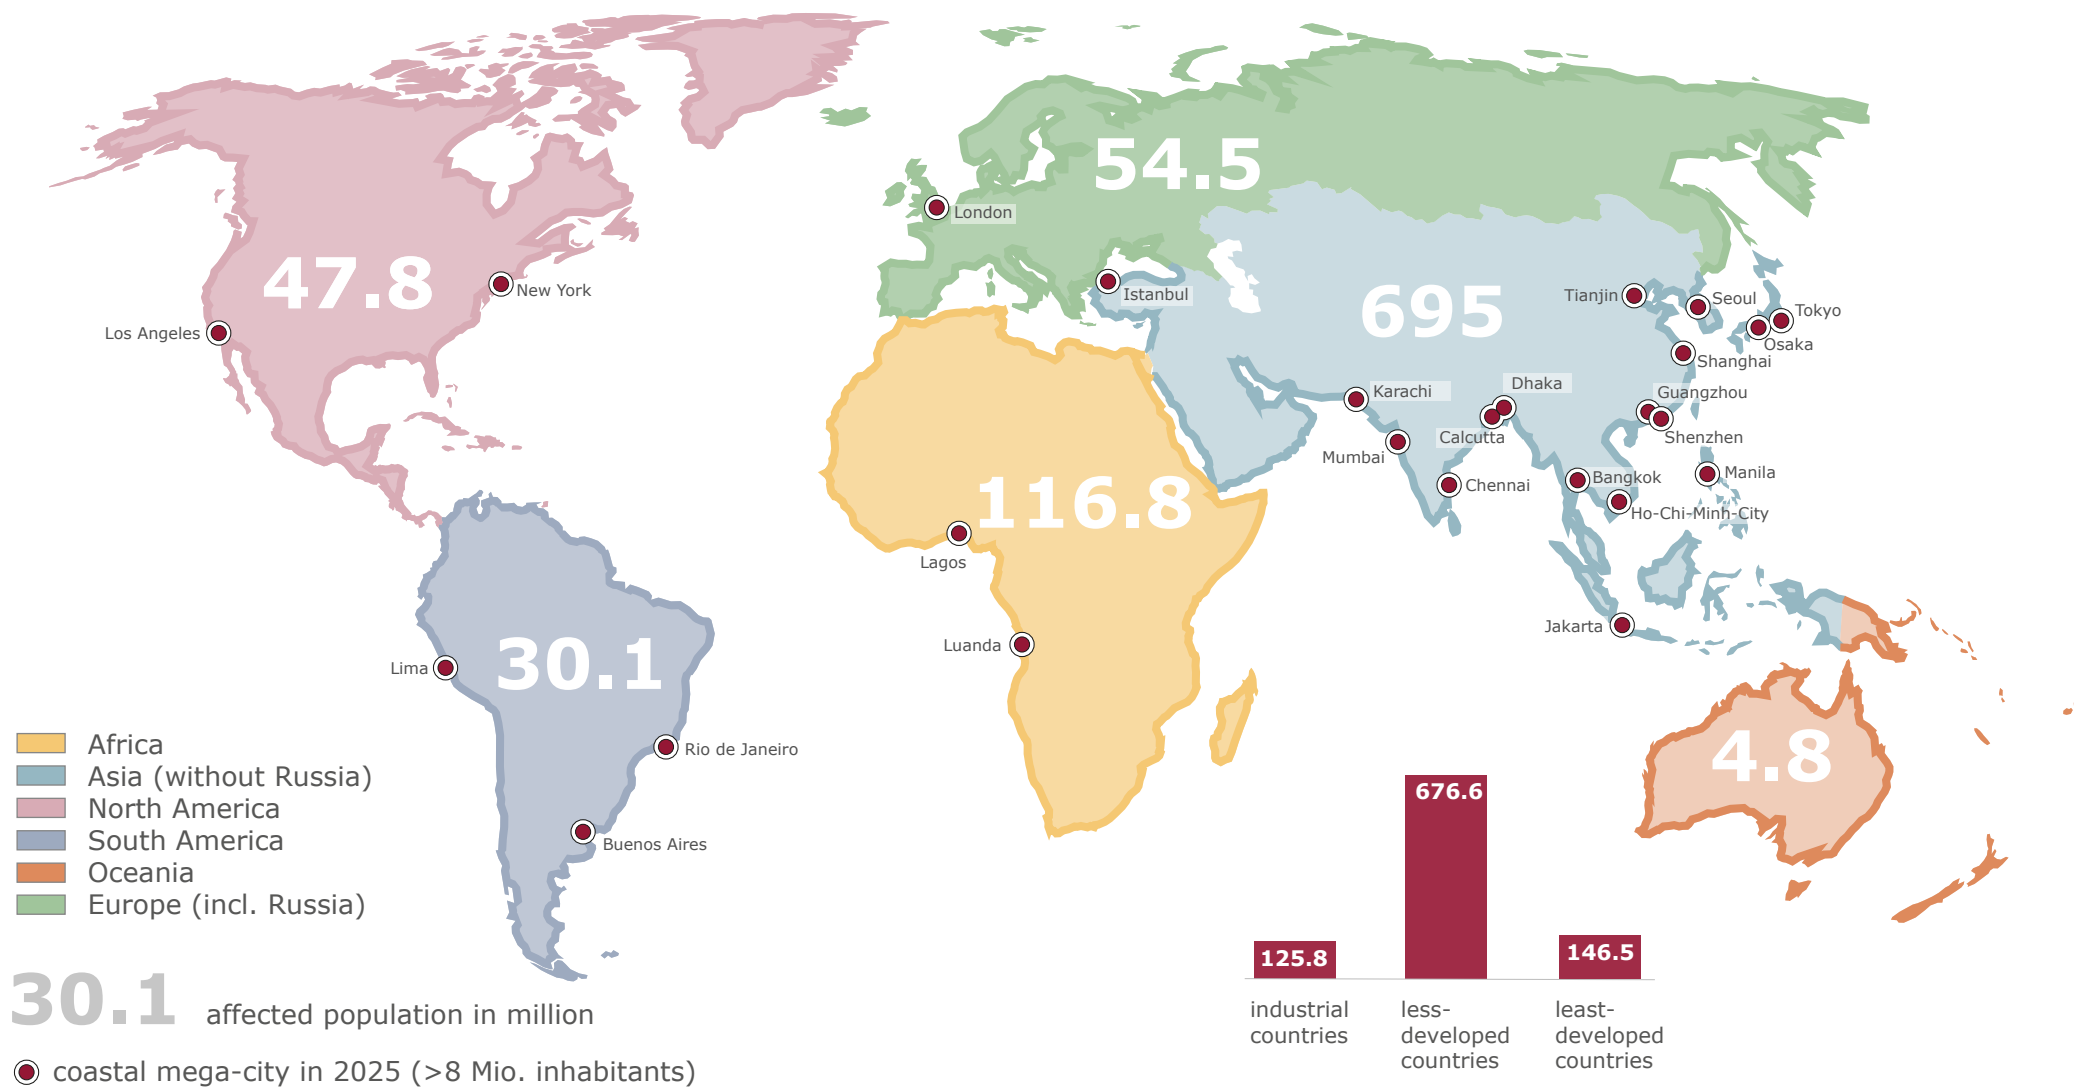 54.5
London
47.8
New York
Istanbul
695
Tianjin
Seoul
Tokyo
Los Angeles
Osaka
Shanghai
Karachi
Dhaka
Guangzhou
Calcutta
Shenzhen
Mumbai
Manila
Bangkok
Chennai
116.8
Ho-Chi-Minh-City
Lagos
Jakarta
Luanda
30.1
Lima
Rio de Janeiro
4.8
Buenos Aires
Africa
Asia (without Russia)
North America
South America
Oceania
Europe (incl. Russia)
30.1 affected population in million
coastal mega-city in 2025 (>8 Mio. inhabitants)
676.6
125.8
146.5
industrial
countries
less-
developed
countries
least-
developed
countries